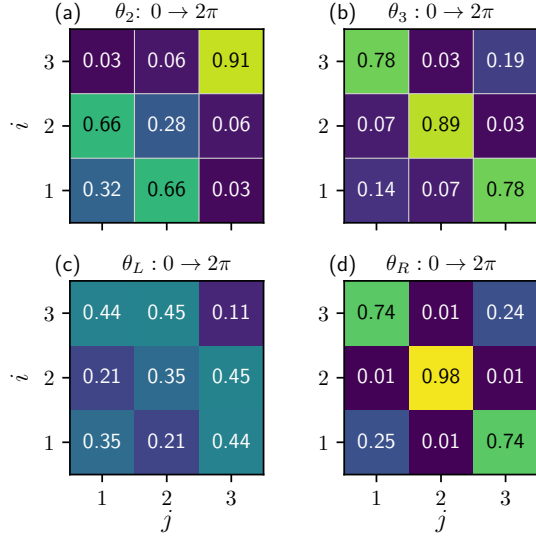 (a) θ₂: 0 → 2π
3 0.03 0.06 0.91
i 2 0.66 0.28 0.06
1 0.32 0.66 0.03
(b) θ₃ : 0 → 2π
3 0.78 0.03 0.19
2 0.07 0.89 0.03
1 0.14 0.07 0.78
(c) θ_L : 0 → 2π
3 0.44 0.45 0.11
i 2 0.21 0.35 0.45
1 0.35 0.21 0.44
1 2 3
j
(d) θ_R : 0 → 2π
3 0.74 0.01 0.24
2 0.01 0.98 0.01
1 0.25 0.01 0.74
1 2 3
j